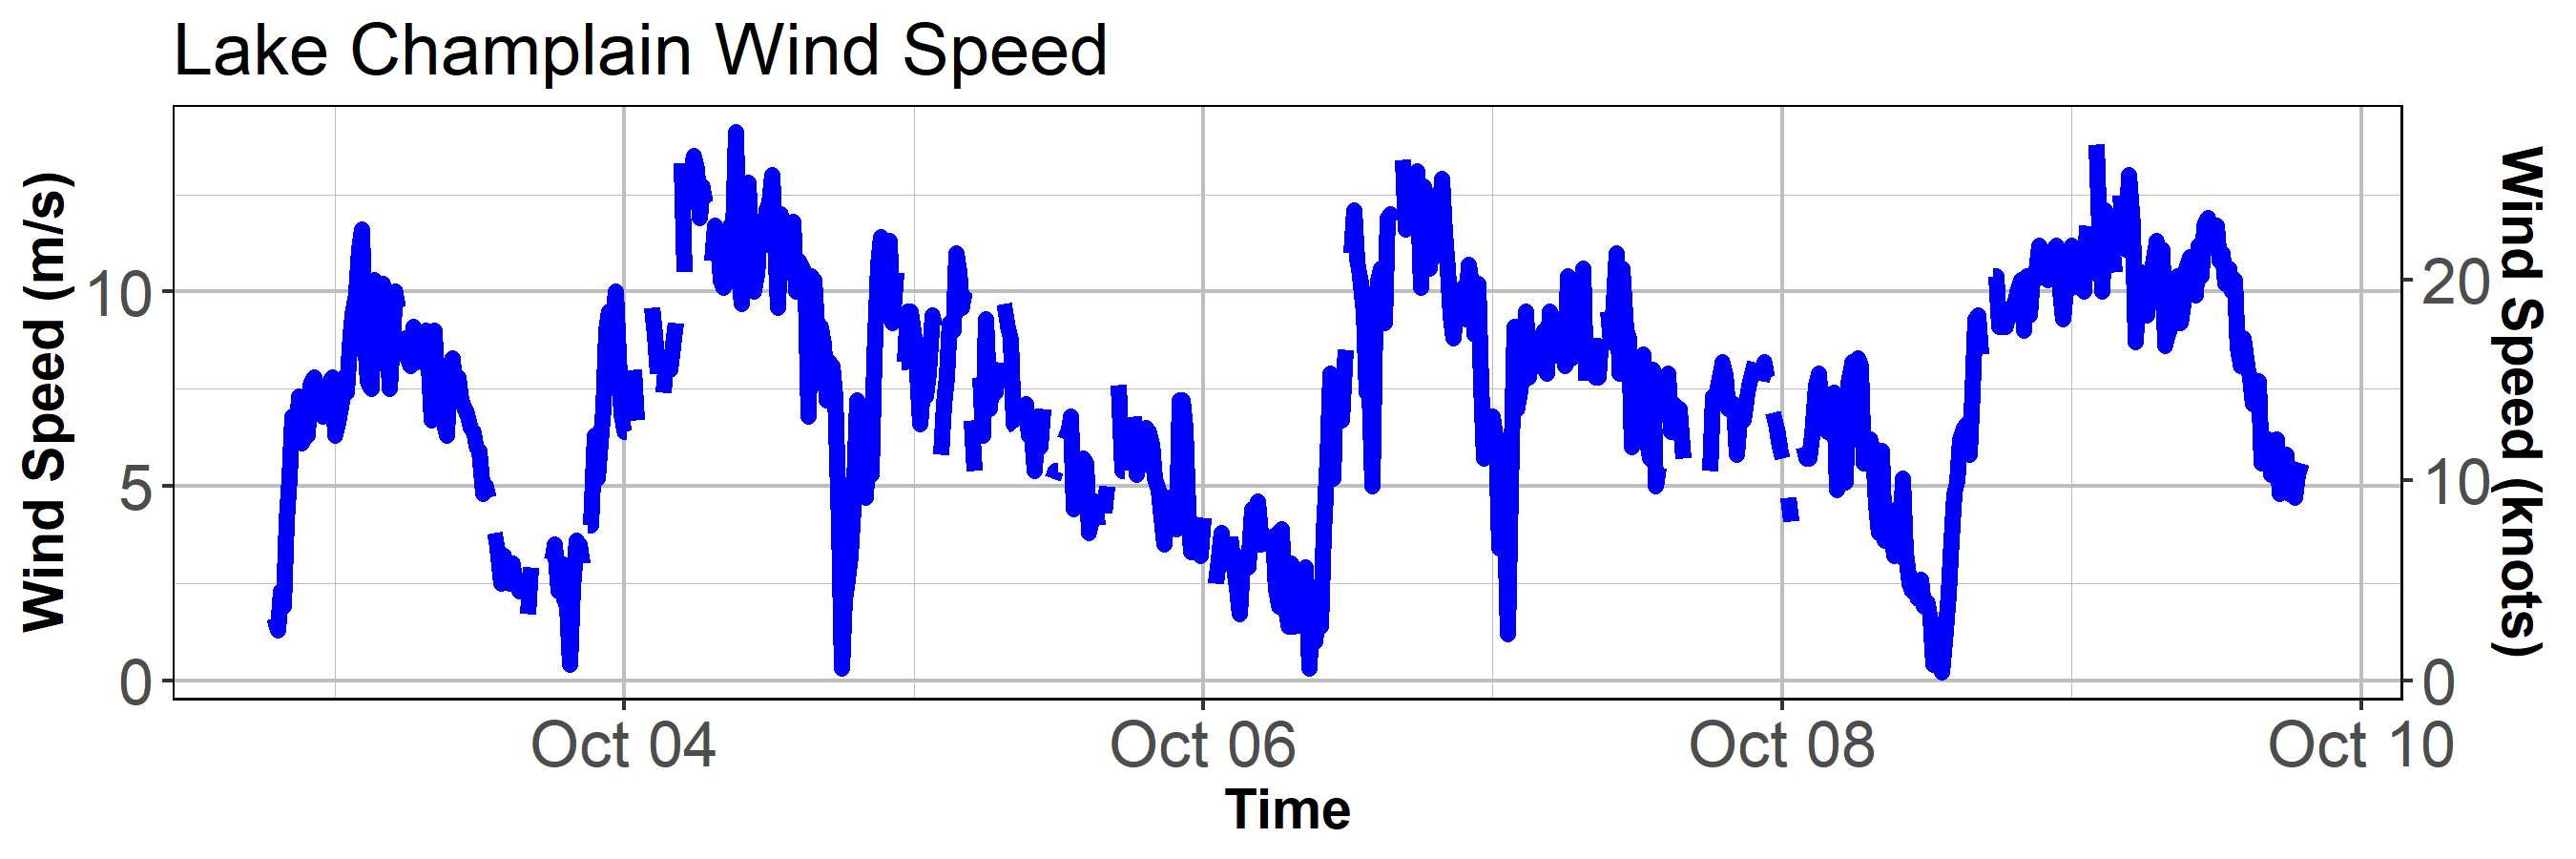 Lake Champlain Wind Speed
Wind Speed (m/s)
10
5
0
Wind Speed (knots)
20
10
0
Oct 04
Oct 06
Oct 08
Oct 10
Time